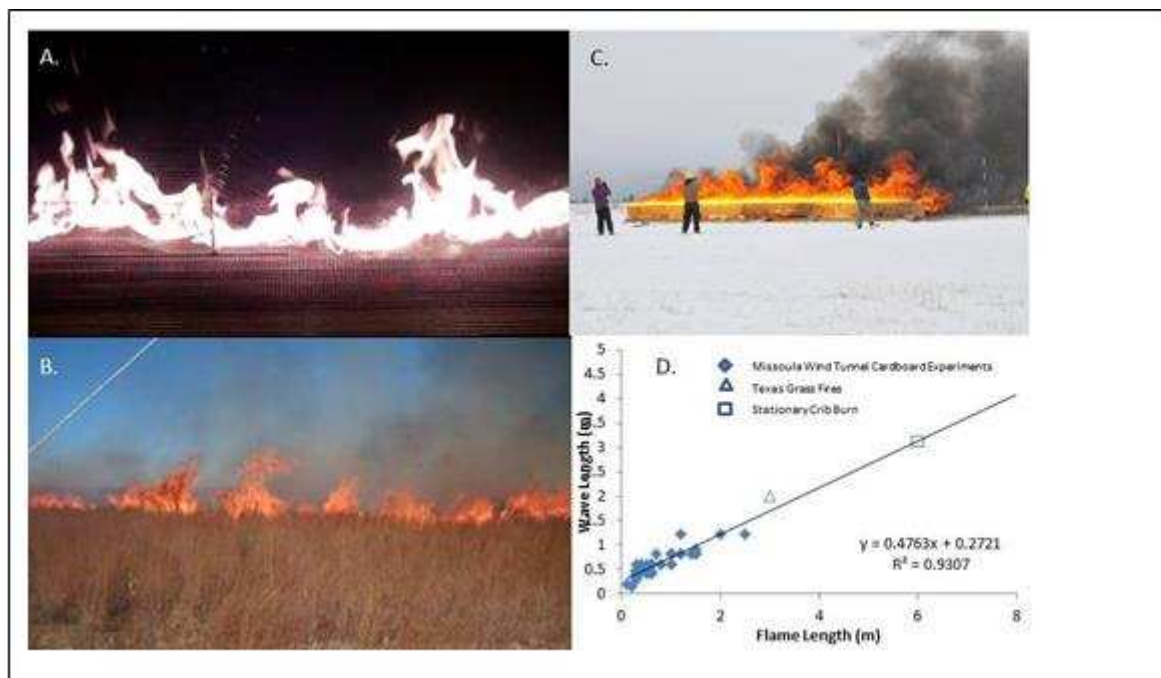 A.
C.
B.
D.
Missoula Wind Tunnel Cardboard Experiments
Texas Grass Fires
Stationary Crib Burn
5
4.5
4
3.5
3
2.5
2
1.5
1
0.5
0
Wave Length (m)
y = 0.4763x + 0.2721
R² = 0.9307
0 2 4 6 8
Flame Length (m)